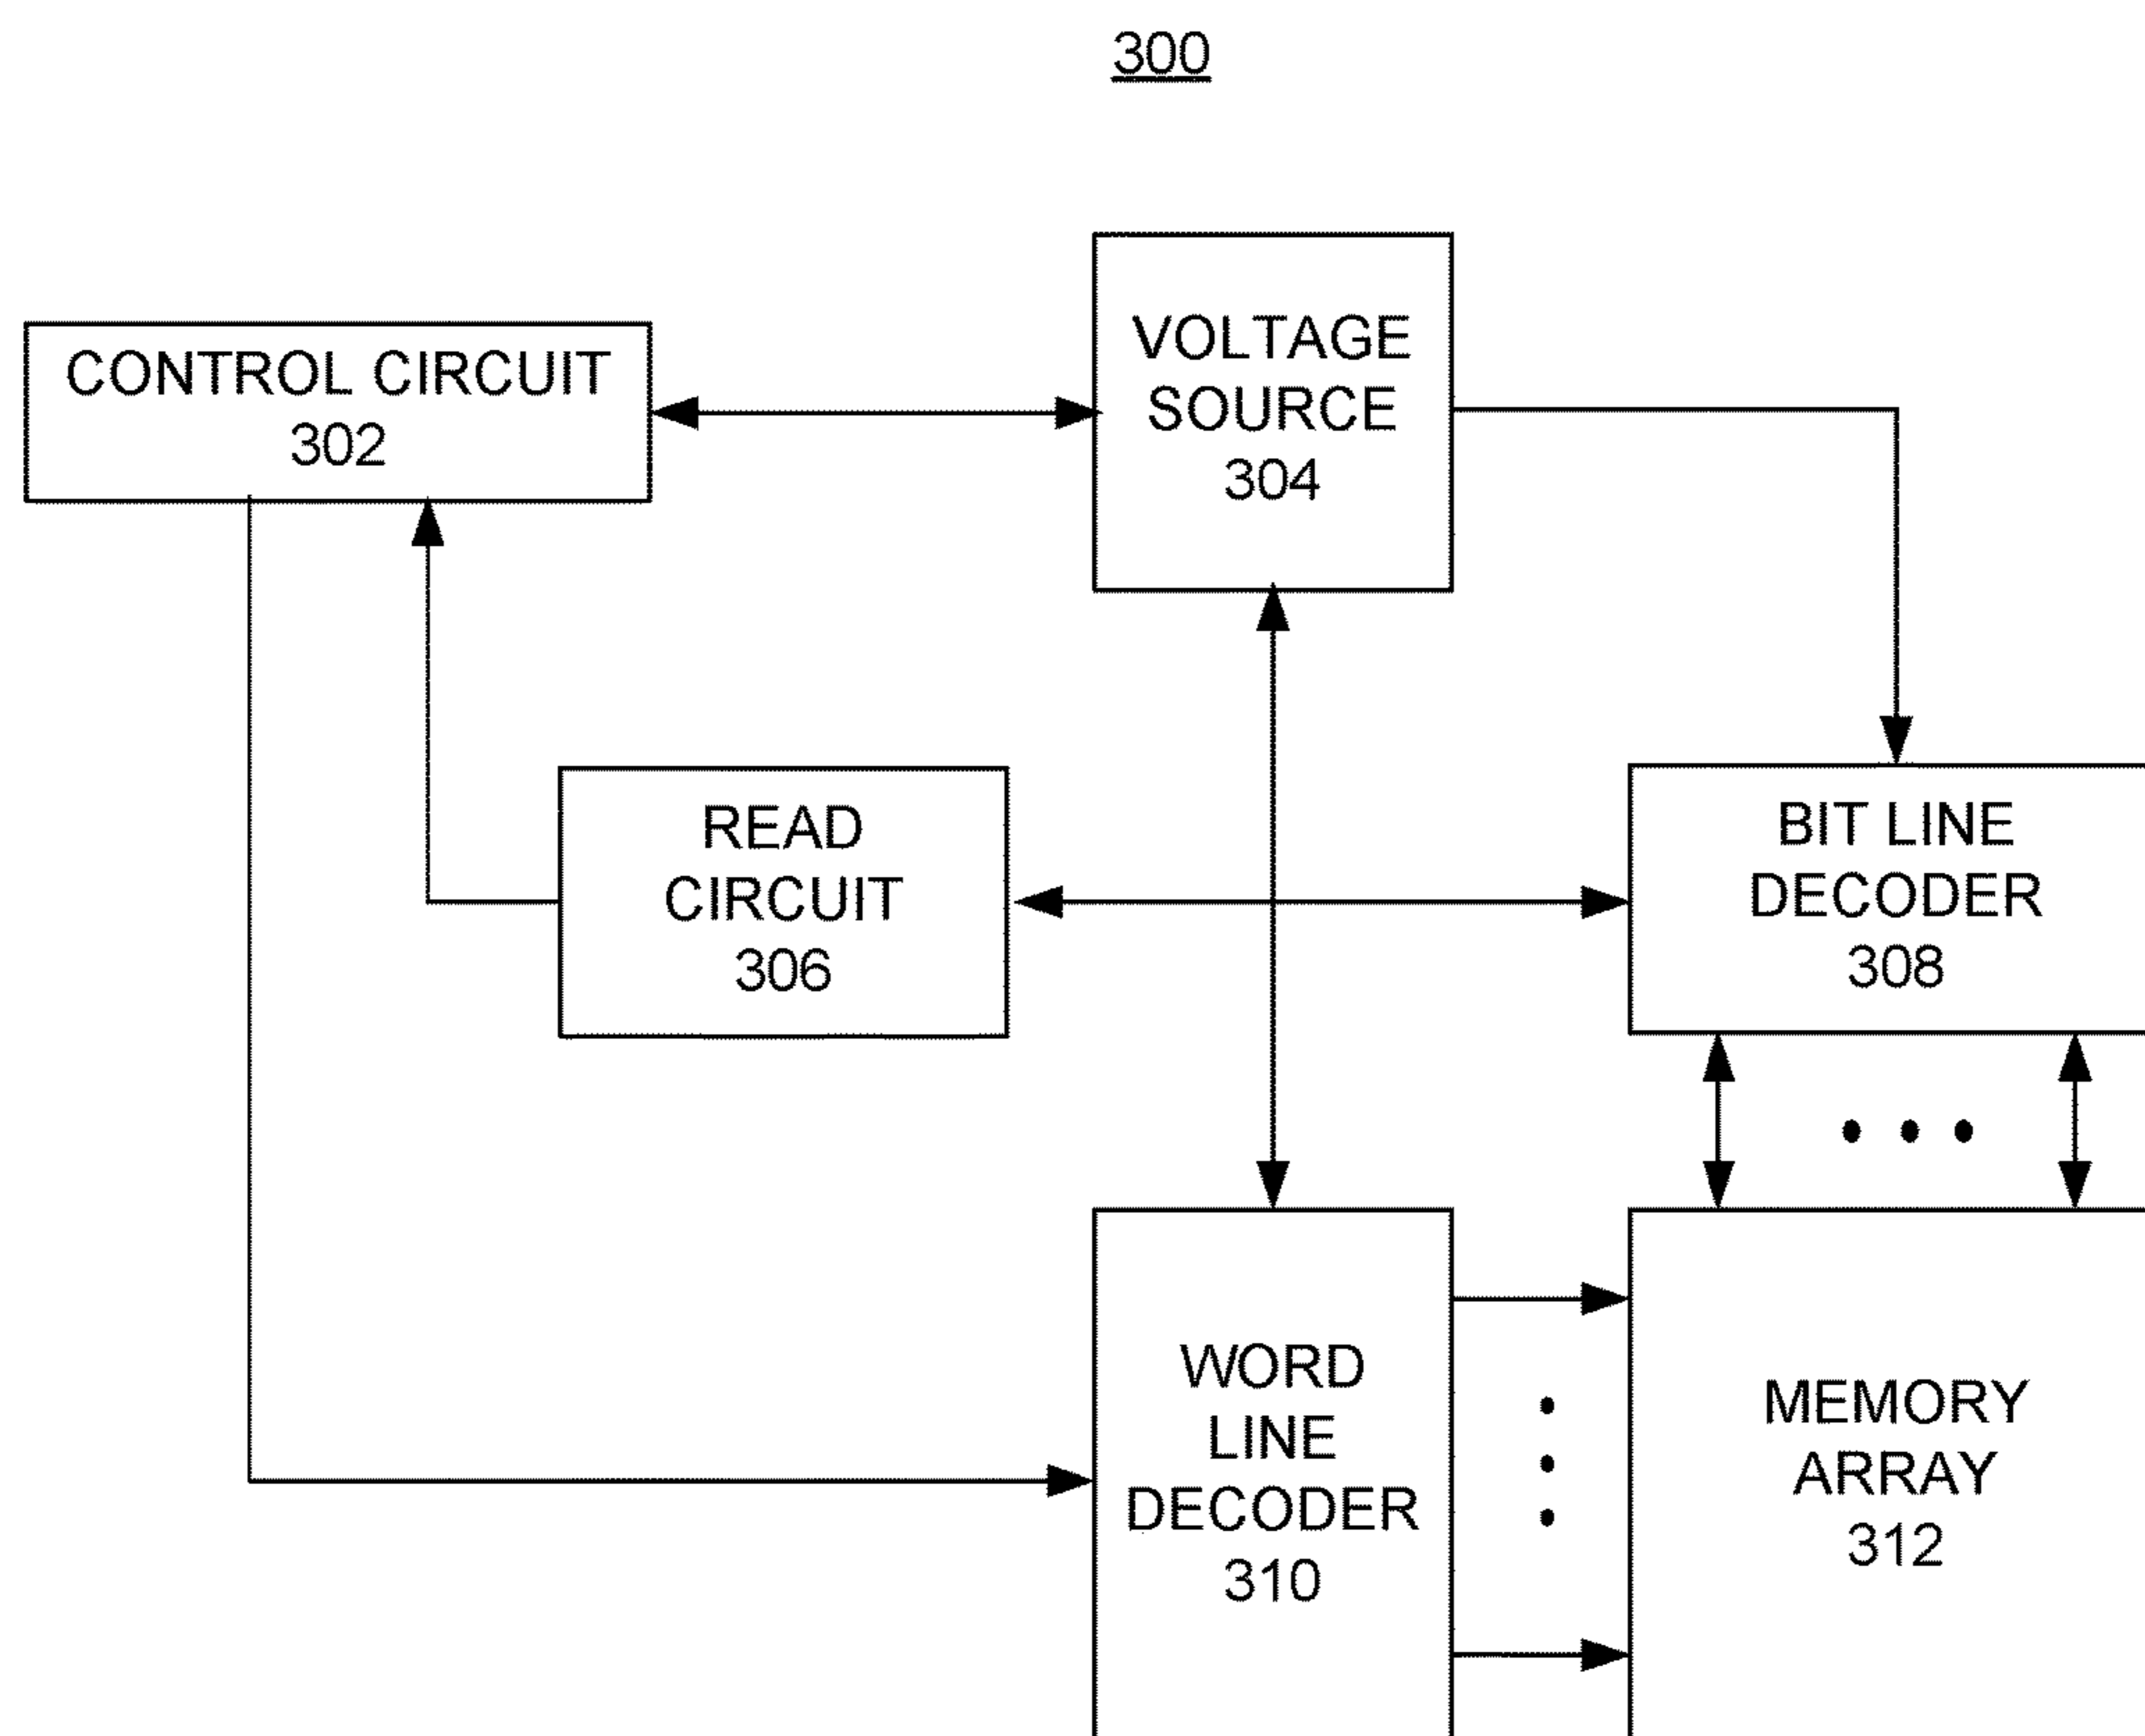 300
CONTROL CIRCUIT
302
VOLTAGE
SOURCE
304
READ
CIRCUIT
306
BIT LINE
DECODER
308
WORD
LINE
DECODER
310
MEMORY
ARRAY
312